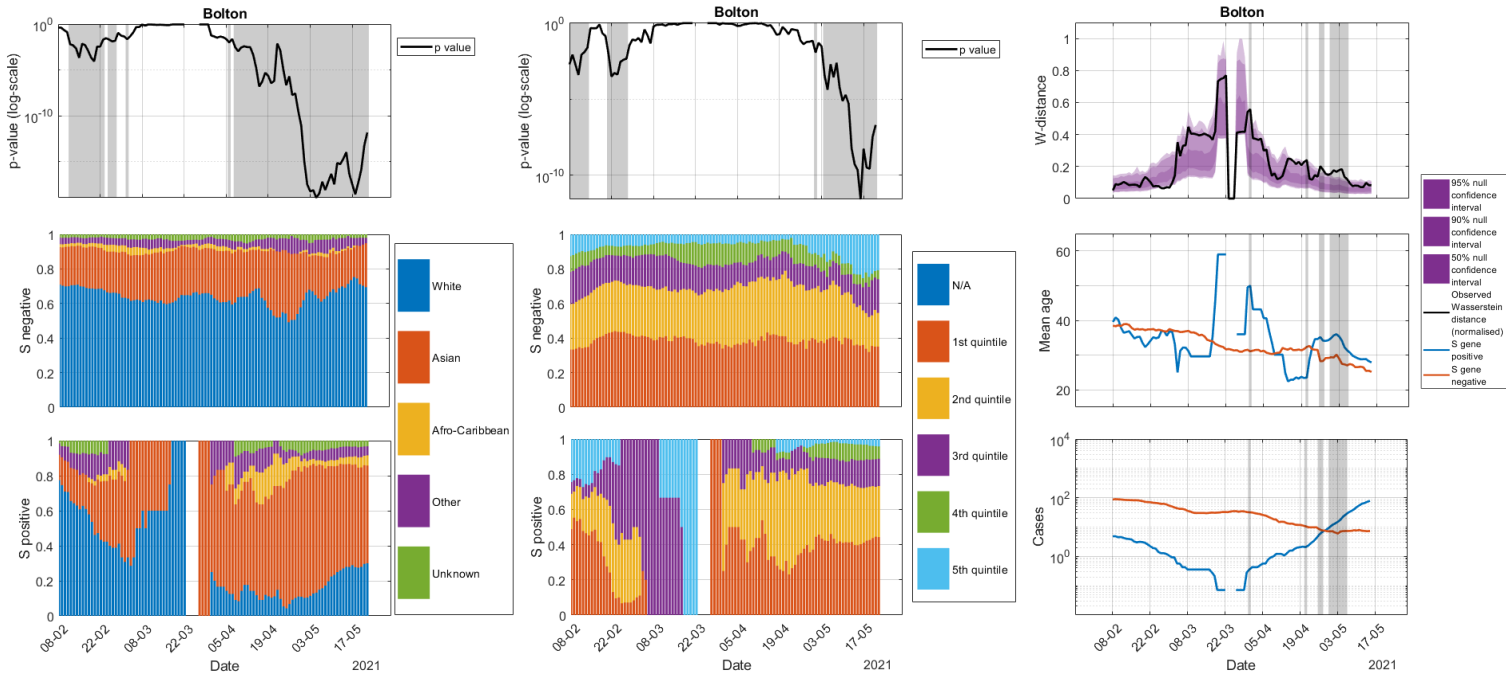 Bolton
10^0
10^-10
p-value (log-scale)
p value
1
0.8
0.6
0.4
0.2
0
S negative
White
Asian
Afro-Caribbean
Other
Unknown
1
0.8
0.6
0.4
0.2
0
S positive
08-02
22-02
08-03
22-03
05-04
19-04
03-05
17-05
Date
2021
Bolton
10^0
10^-10
p-value (log-scale)
p value
1
0.8
0.6
0.4
0.2
0
S negative
N/A
1st quintile
2nd quintile
3rd quintile
4th quintile
5th quintile
1
0.8
0.6
0.4
0.2
0
S positive
08-02
22-02
08-03
22-03
05-04
19-04
03-05
17-05
Date
2021
Bolton
1
0.8
0.6
0.4
0.2
0
W-distance
60
40
20
Mean age
10^4
10^2
10^0
Cases
08-02
22-02
08-03
22-03
05-04
19-04
03-05
17-05
Date
2021
95% null
confidence
interval
90% null
confidence
interval
50% null
confidence
interval
Observed
Wasserstein
distance
(normalised)
S gene
positive
S gene
negative